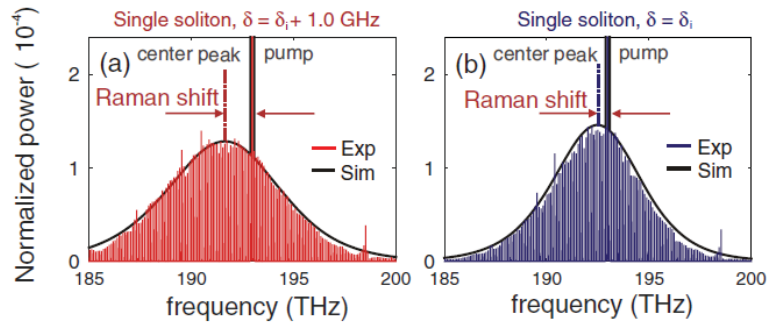 Single soliton, δ = δi + 1.0 GHz
Single soliton, δ = δi
Normalized power ( 10⁻⁴)
(a)
center peak
pump
Raman shift
Exp
Sim
2
1
0
185
190
195
200
frequency (THz)
(b)
center peak
pump
Raman shift
Exp
Sim
2
1
0
185
190
195
200
frequency (THz)